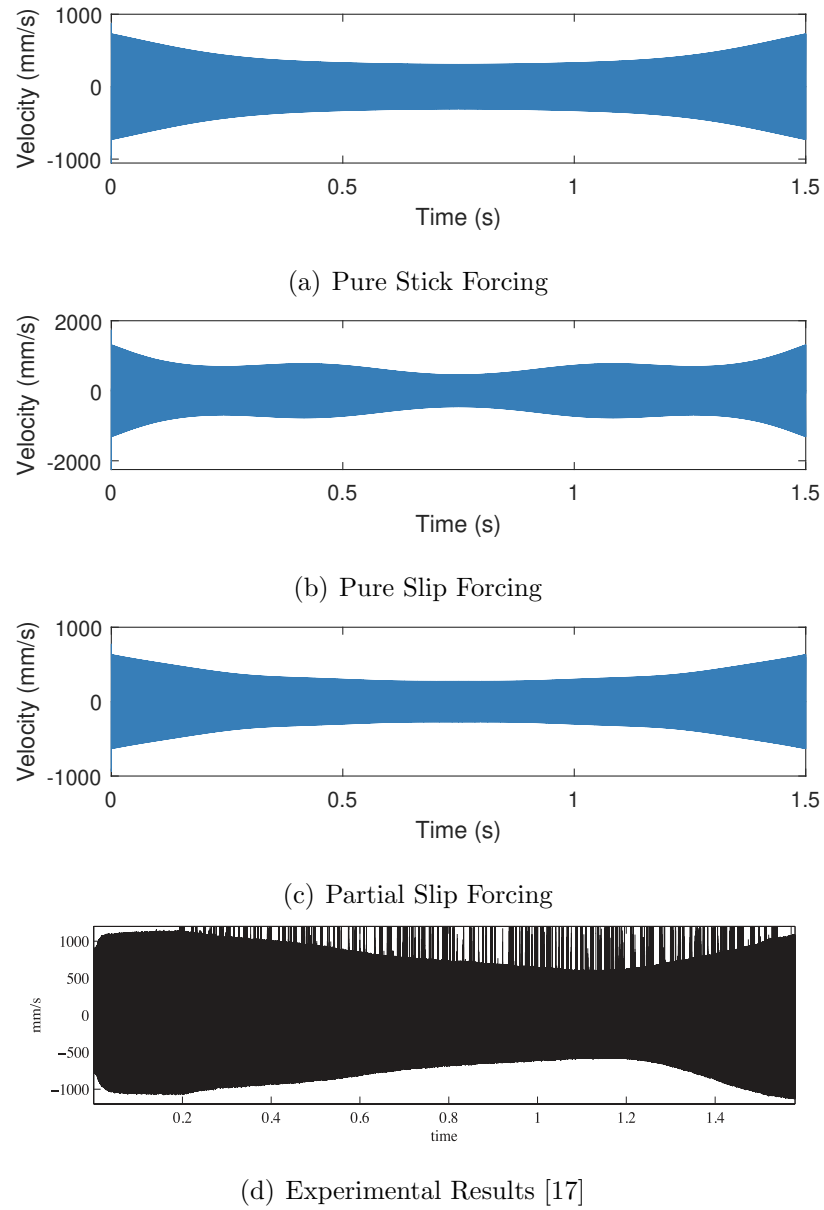 1000
0
-1000
Velocity (mm/s)
0 0.5 1 1.5
Time (s)
(a) Pure Stick Forcing
2000
0
-2000
Velocity (mm/s)
0 0.5 1 1.5
Time (s)
(b) Pure Slip Forcing
1000
0
-1000
Velocity (mm/s)
0 0.5 1 1.5
Time (s)
(c) Partial Slip Forcing
1000
500
0
−500
−1000
mm/s
0.2 0.4 0.6 0.8 1 1.2 1.4
time
(d) Experimental Results [17]